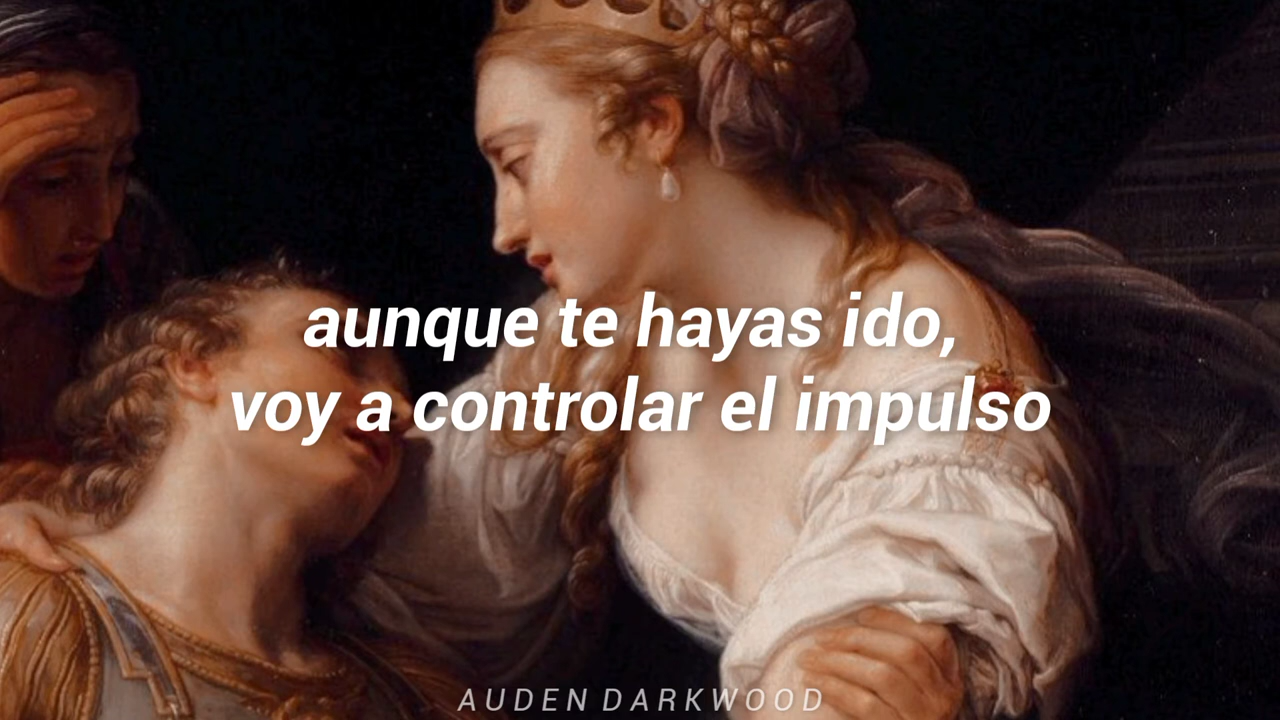 aunque te hayas ido,
voy a controlar el impulso
AUDEN DARKWOOD